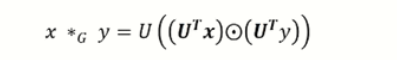 x *_G y = U((U^T x)⊙(U^T y))